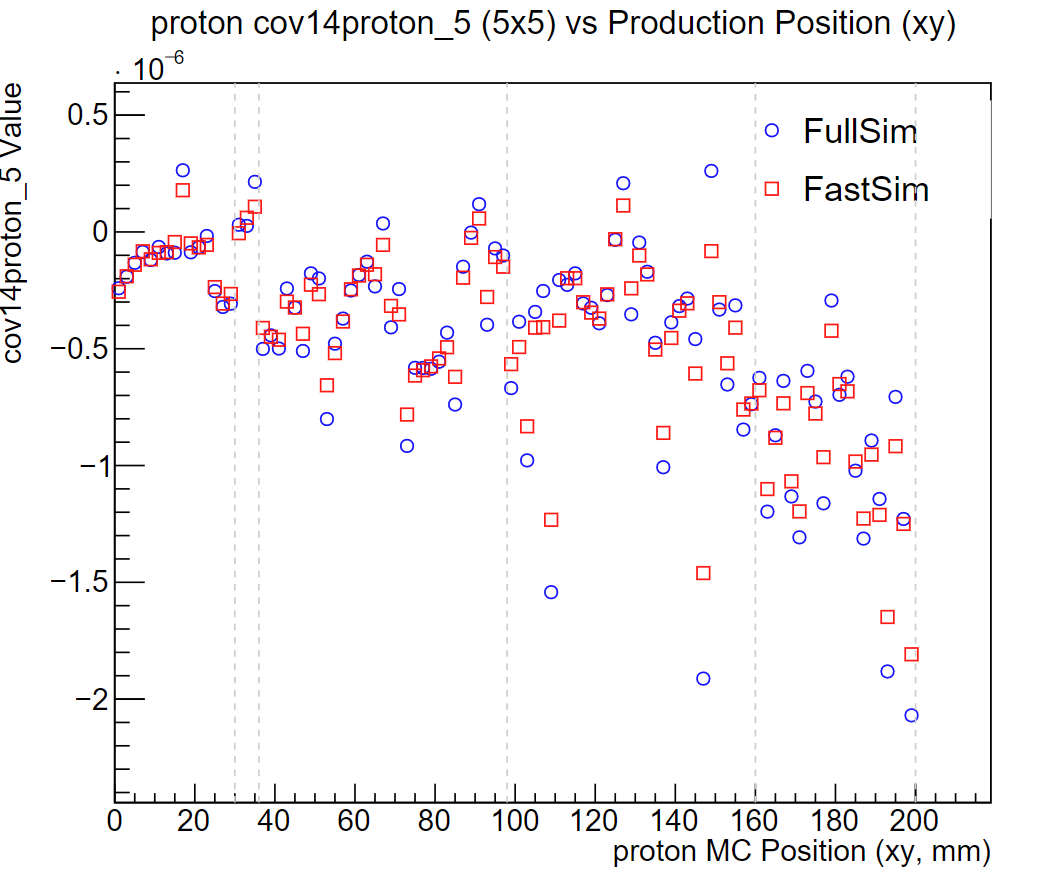 proton cov14proton_5 (5x5) vs Production Position (xy)
· 10⁻⁶
cov14proton_5 Value
0.5
0
−0.5
−1
−1.5
−2
FullSim
FastSim
0 20 40 60 80 100 120 140 160 180 200
proton MC Position (xy, mm)